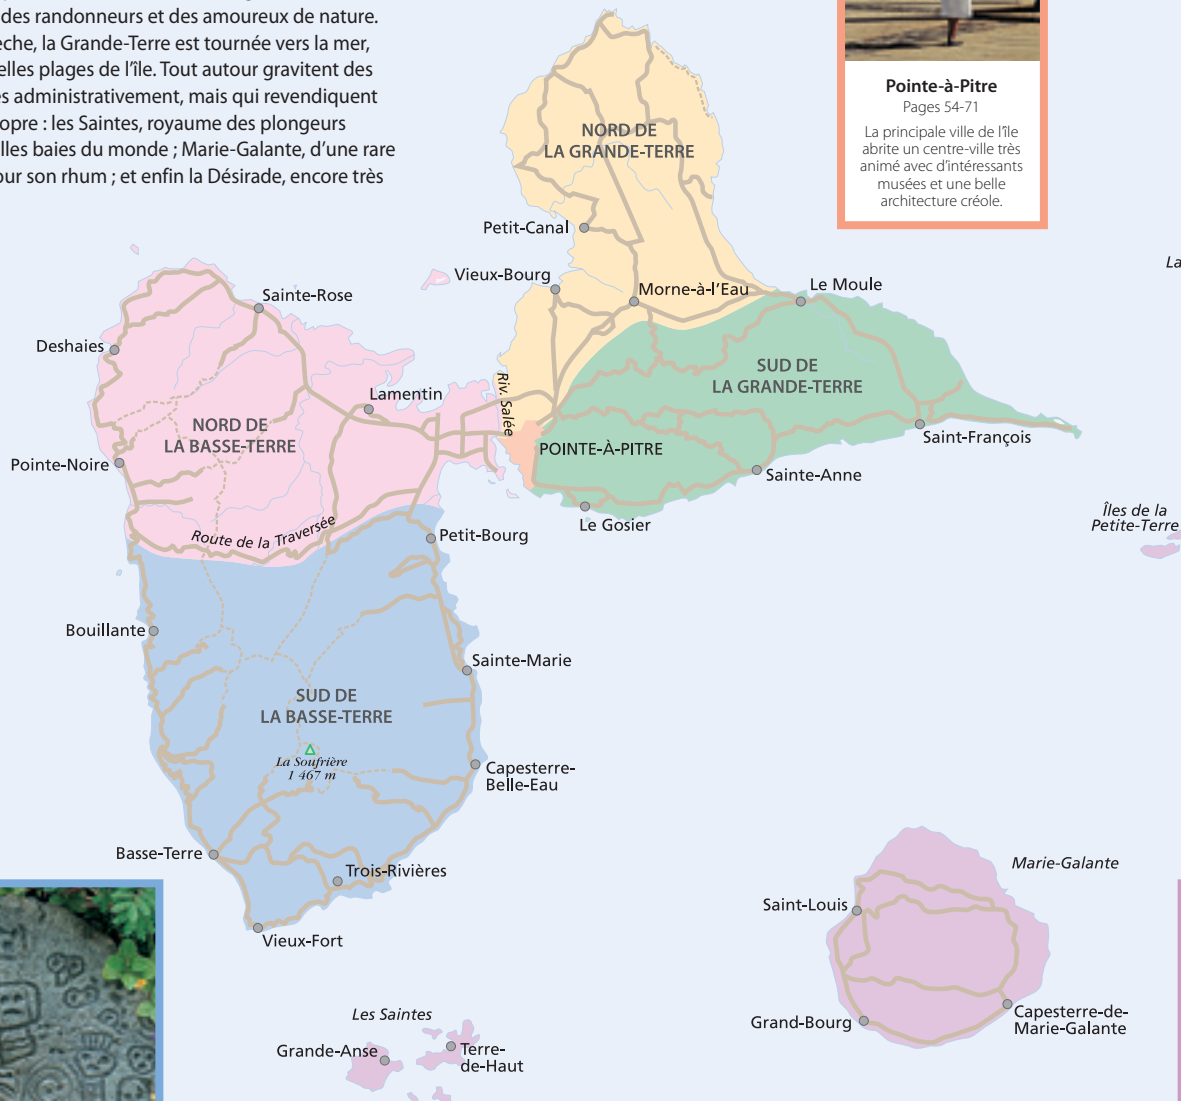 des randonneurs et des amoureux de nature.
la Grande-Terre est tournée vers la mer,
plages de l'île. Tout autour gravitent des
administrativement, mais qui revendiquent
: les Saintes, royaume des plongeurs
baies du monde ; Marie-Galante, d'une rare
son rhum ; et enfin la Désirade, encore très
Pointe-à-Pitre
Pages 54-71
La principale ville de l'île
abrite un centre-ville très
animé avec d'intéressants
musées et une belle
architecture créole.
NORD DE
LA GRANDE-TERRE
Petit-Canal
Vieux-Bourg
Morne-à-l'Eau
Le Moule
La
Sainte-Rose
Deshaies
SUD DE
LA GRANDE-TERRE
Riv. Salée
Lamentin
NORD DE
LA BASSE-TERRE
Saint-François
POINTE-À-PITRE
Pointe-Noire
Sainte-Anne
Le Gosier
Îles de la
Petite-Terre
Route de la Traversée
Petit-Bourg
Bouillante
Sainte-Marie
SUD DE
LA BASSE-TERRE
La Soufrière
1 467 m
Capesterre-
Belle-Eau
Basse-Terre
Trois-Rivières
Vieux-Fort
Marie-Galante
Saint-Louis
Grand-Bourg
Capesterre-de-
Marie-Galante
Les Saintes
Grande-Anse
Terre-
de-Haut